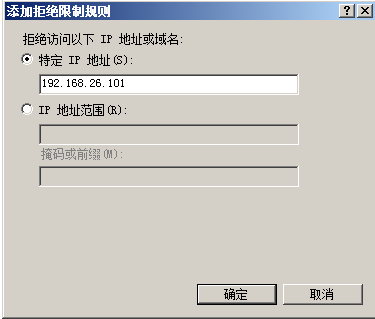 添加拒绝限制规则
拒绝访问以下 IP 地址或域名:
特定 IP 地址(S):
192.168.26.101
IP 地址范围(R):
掩码或前缀(M):
确定
取消